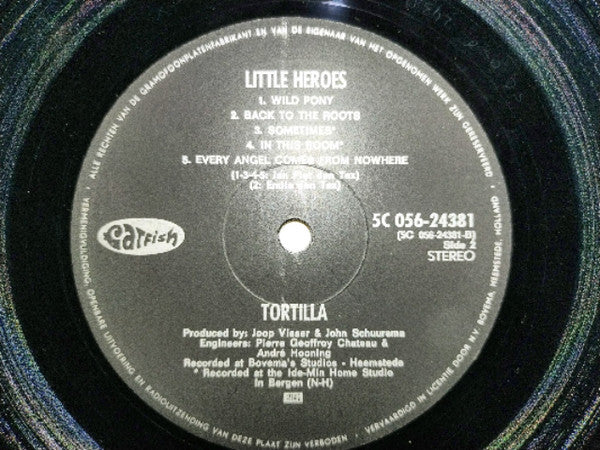 ALLE RECHTEN VAN DE GRAMOFOONPLATENFABRIKANT EN VAN DE EIGENAAR VAN HET OPGENOMEN WERK ZIJN GERESERVEERD
LITTLE HEROES
1. WILD PONY
2. BACK TO THE ROOTS
3. SOMETIMES*
4. IN THIS ROOM*
5. EVERY ANGEL COMES FROM NOWHERE
(1-3-4-5: Jan Piet den Tex)
(2: Emile den Tex)
Catfish
5C 056-24381
(5C 056-24381-B)
Side 2
STEREO
TORTILLA
Produced by: Joop Visser & John Schuursma
Engineers: Pierre Geoffroy Chateau &
André Hooning
Recorded at Bovema's Studios - Heemstede
* Recorded at the Ide-Min Home Studio
In Bergen (N-H)
VERMENIGVULDIGING, OPENBARE UITVOERING EN RADIOUITZENDING VAN DEZE PLAAT ZIJN VERBODEN • VERVAARDIGD IN LICENTIE DOOR N.V. BOVEMA, HEEMSTEDE, HOLLAND •